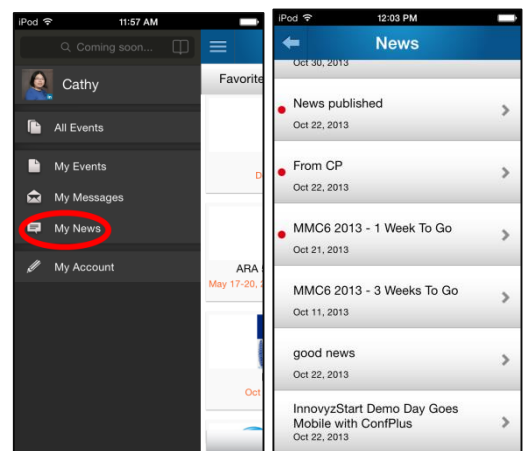 iPod 11:57 AM
Coming soon...
Cathy
All Events
My Events
My Messages
My News
My Account
Favorite
D
ARA
May 17-20, 2
Oct
iPod 12:03 PM
News
Oct 30, 2013
News published
Oct 22, 2013
From CP
Oct 22, 2013
MMC6 2013 - 1 Week To Go
Oct 21, 2013
MMC6 2013 - 3 Weeks To Go
Oct 11, 2013
good news
Oct 22, 2013
InnovyzStart Demo Day Goes
Mobile with ConfPlus
Oct 22, 2013